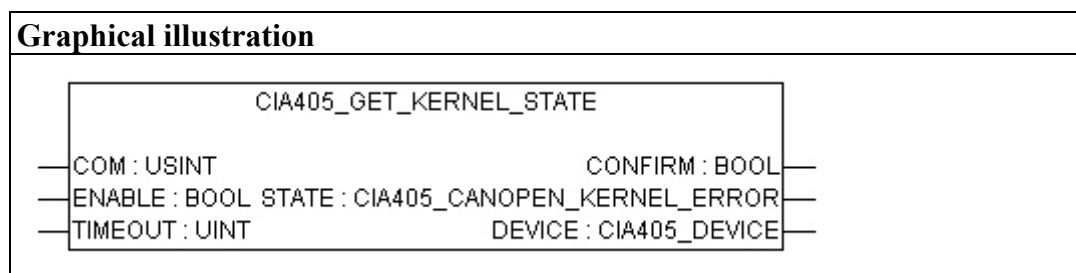 Graphical illustration
CIA405_GET_KERNEL_STATE
COM : USINT CONFIRM : BOOL
ENABLE : BOOL STATE : CIA405_CANOPEN_KERNEL_ERROR
TIMEOUT : UINT DEVICE : CIA405_DEVICE